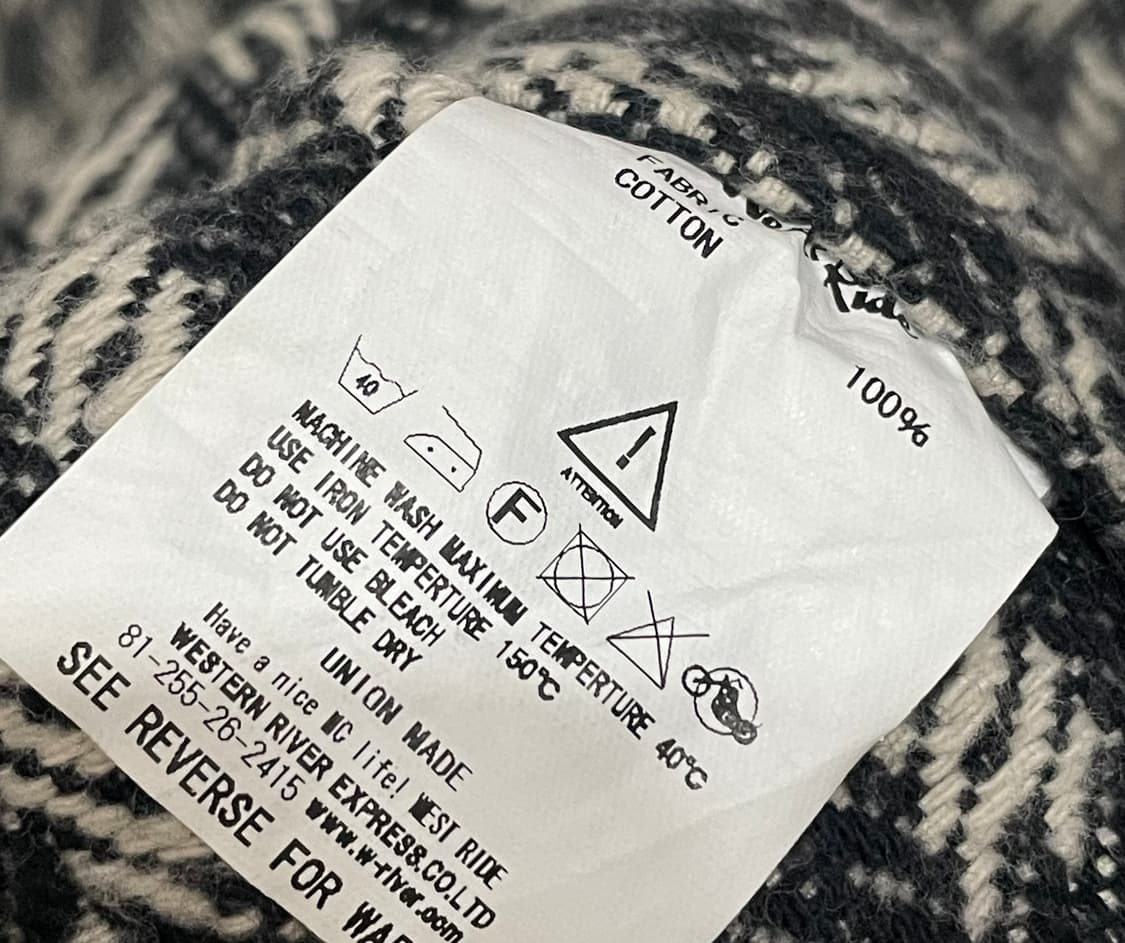 FABRIC
COTTON 100%
40
F
ATTENTION
MACHINE WASH MAXIMUM TEMPERTURE 40℃
USE IRON TEMPERTURE 150℃
DO NOT USE BLEACH
DO NOT TUMBLE DRY
UNION MADE
Have a nice MC life! WEST RIDE
WESTERN RIVER EXPRESS.CO.LTD
81-255-26-2415 www.w-river.com
SEE REVERSE FOR